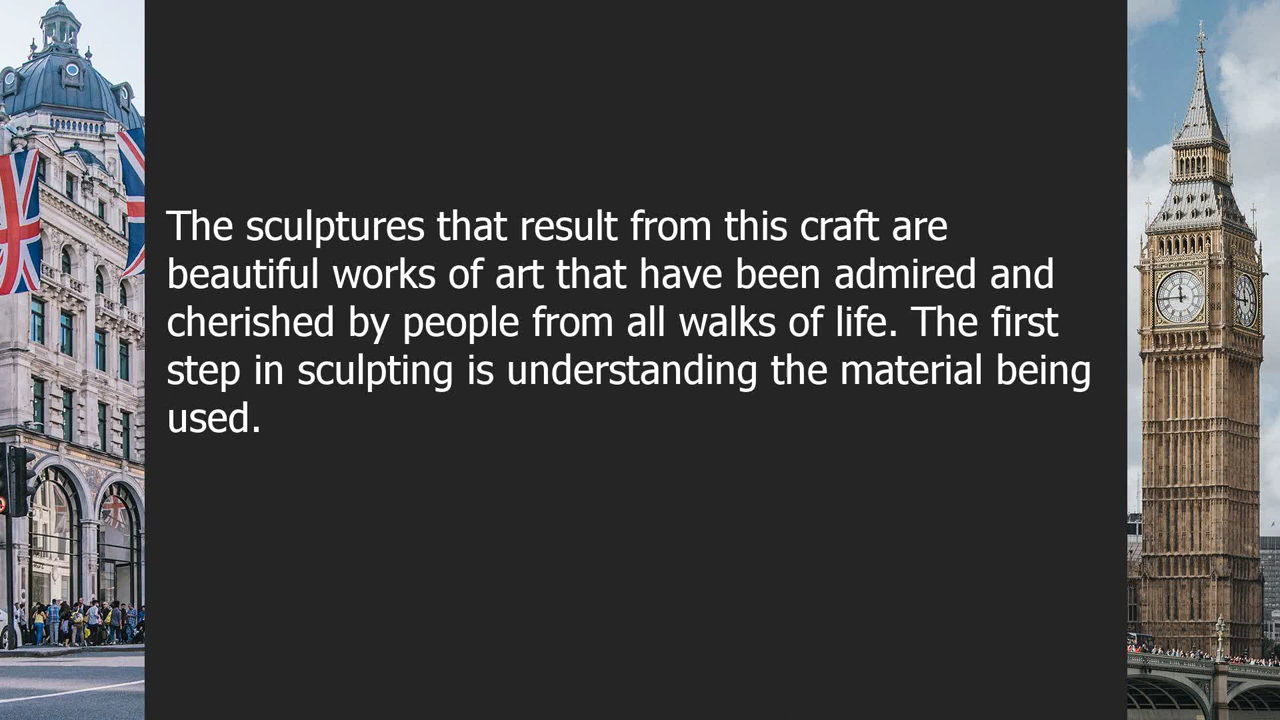 The sculptures that result from this craft are
beautiful works of art that have been admired and
cherished by people from all walks of life. The first
step in sculpting is understanding the material being
used.